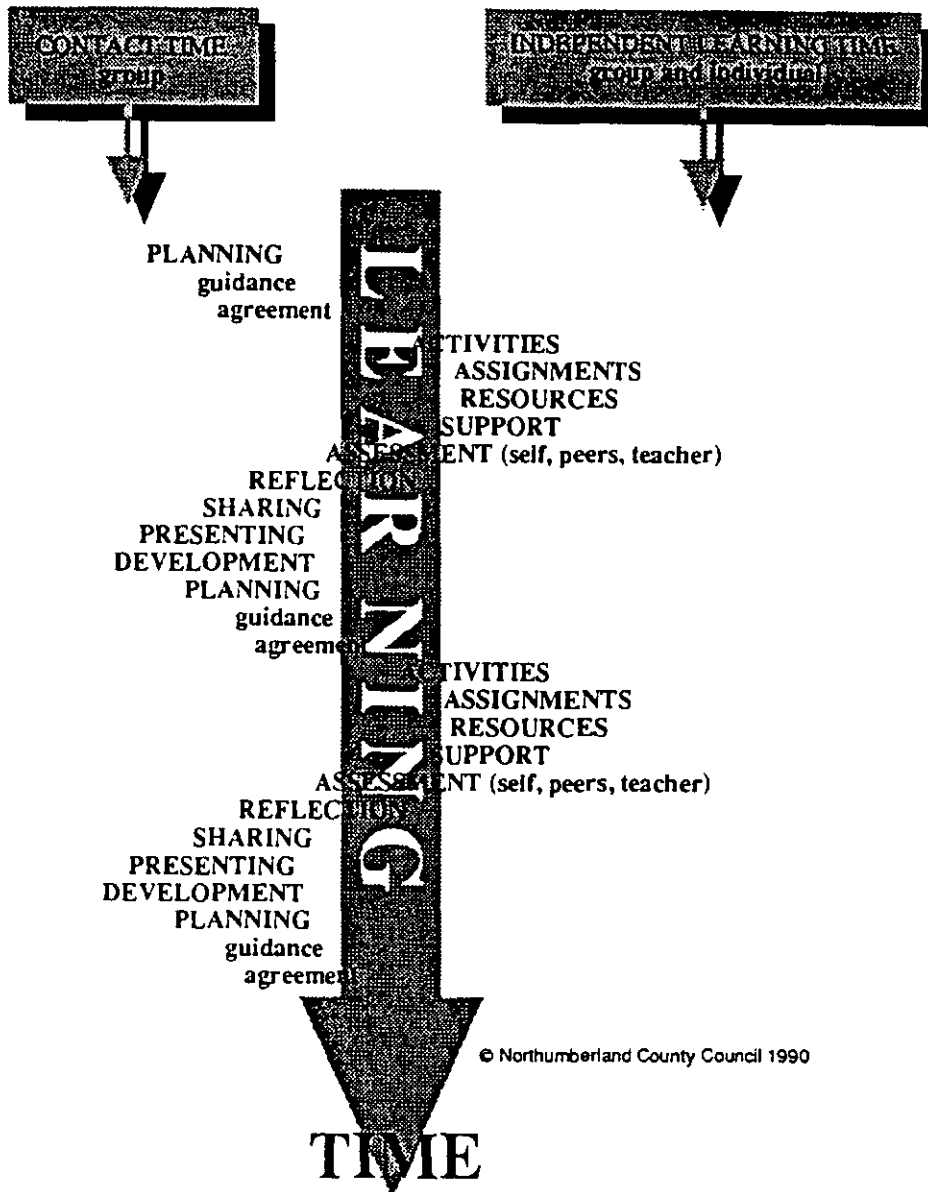 CONTACT TIME
group
INDEPENDENT LEARNING TIME
group and individual
LEARNING
PLANNING
guidance
agreement
ACTIVITIES
ASSIGNMENTS
RESOURCES
SUPPORT
ASSESSMENT (self, peers, teacher)
REFLECTION
SHARING
PRESENTING
DEVELOPMENT
PLANNING
guidance
agreement
ACTIVITIES
ASSIGNMENTS
RESOURCES
SUPPORT
ASSESSMENT (self, peers, teacher)
REFLECTION
SHARING
PRESENTING
DEVELOPMENT
PLANNING
guidance
agreement
© Northumberland County Council 1990
TIME